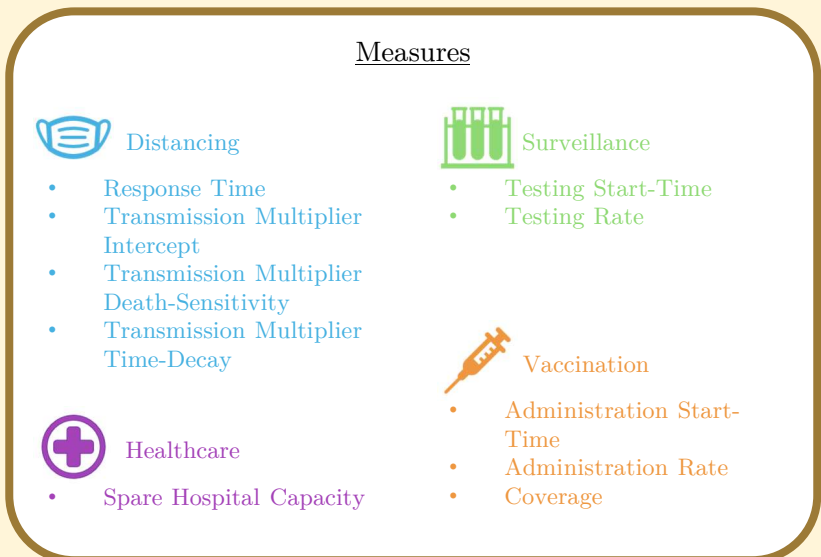 Measures
Distancing
• Response Time
• Transmission Multiplier
Intercept
• Transmission Multiplier
Death-Sensitivity
• Transmission Multiplier
Time-Decay
Healthcare
• Spare Hospital Capacity
Surveillance
• Testing Start-Time
• Testing Rate
Vaccination
• Administration Start-
Time
• Administration Rate
• Coverage